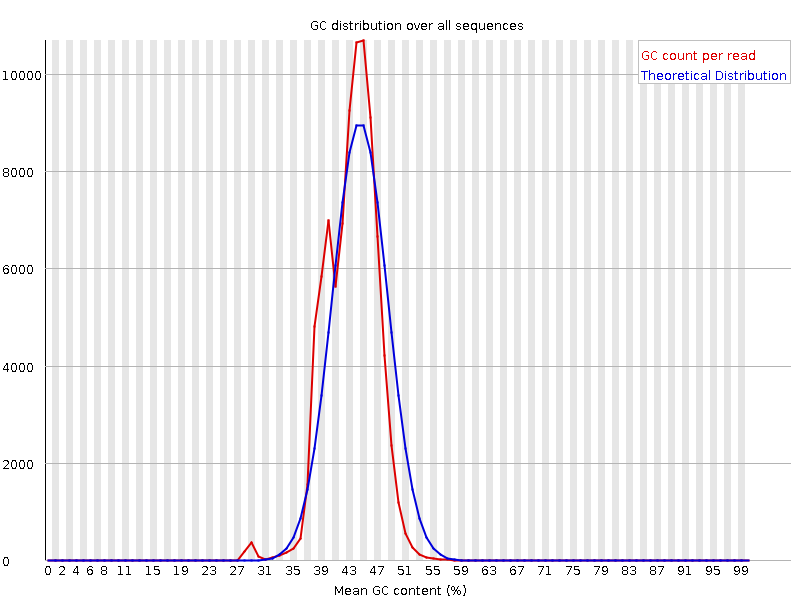 GC distribution over all sequences
GC count per read
Theoretical Distribution
10000
8000
6000
4000
2000
0
0 2 4 6 8 11 15 19 23 27 31 35 39 43 47 51 55 59 63 67 71 75 79 83 87 91 95 99
Mean GC content (%)